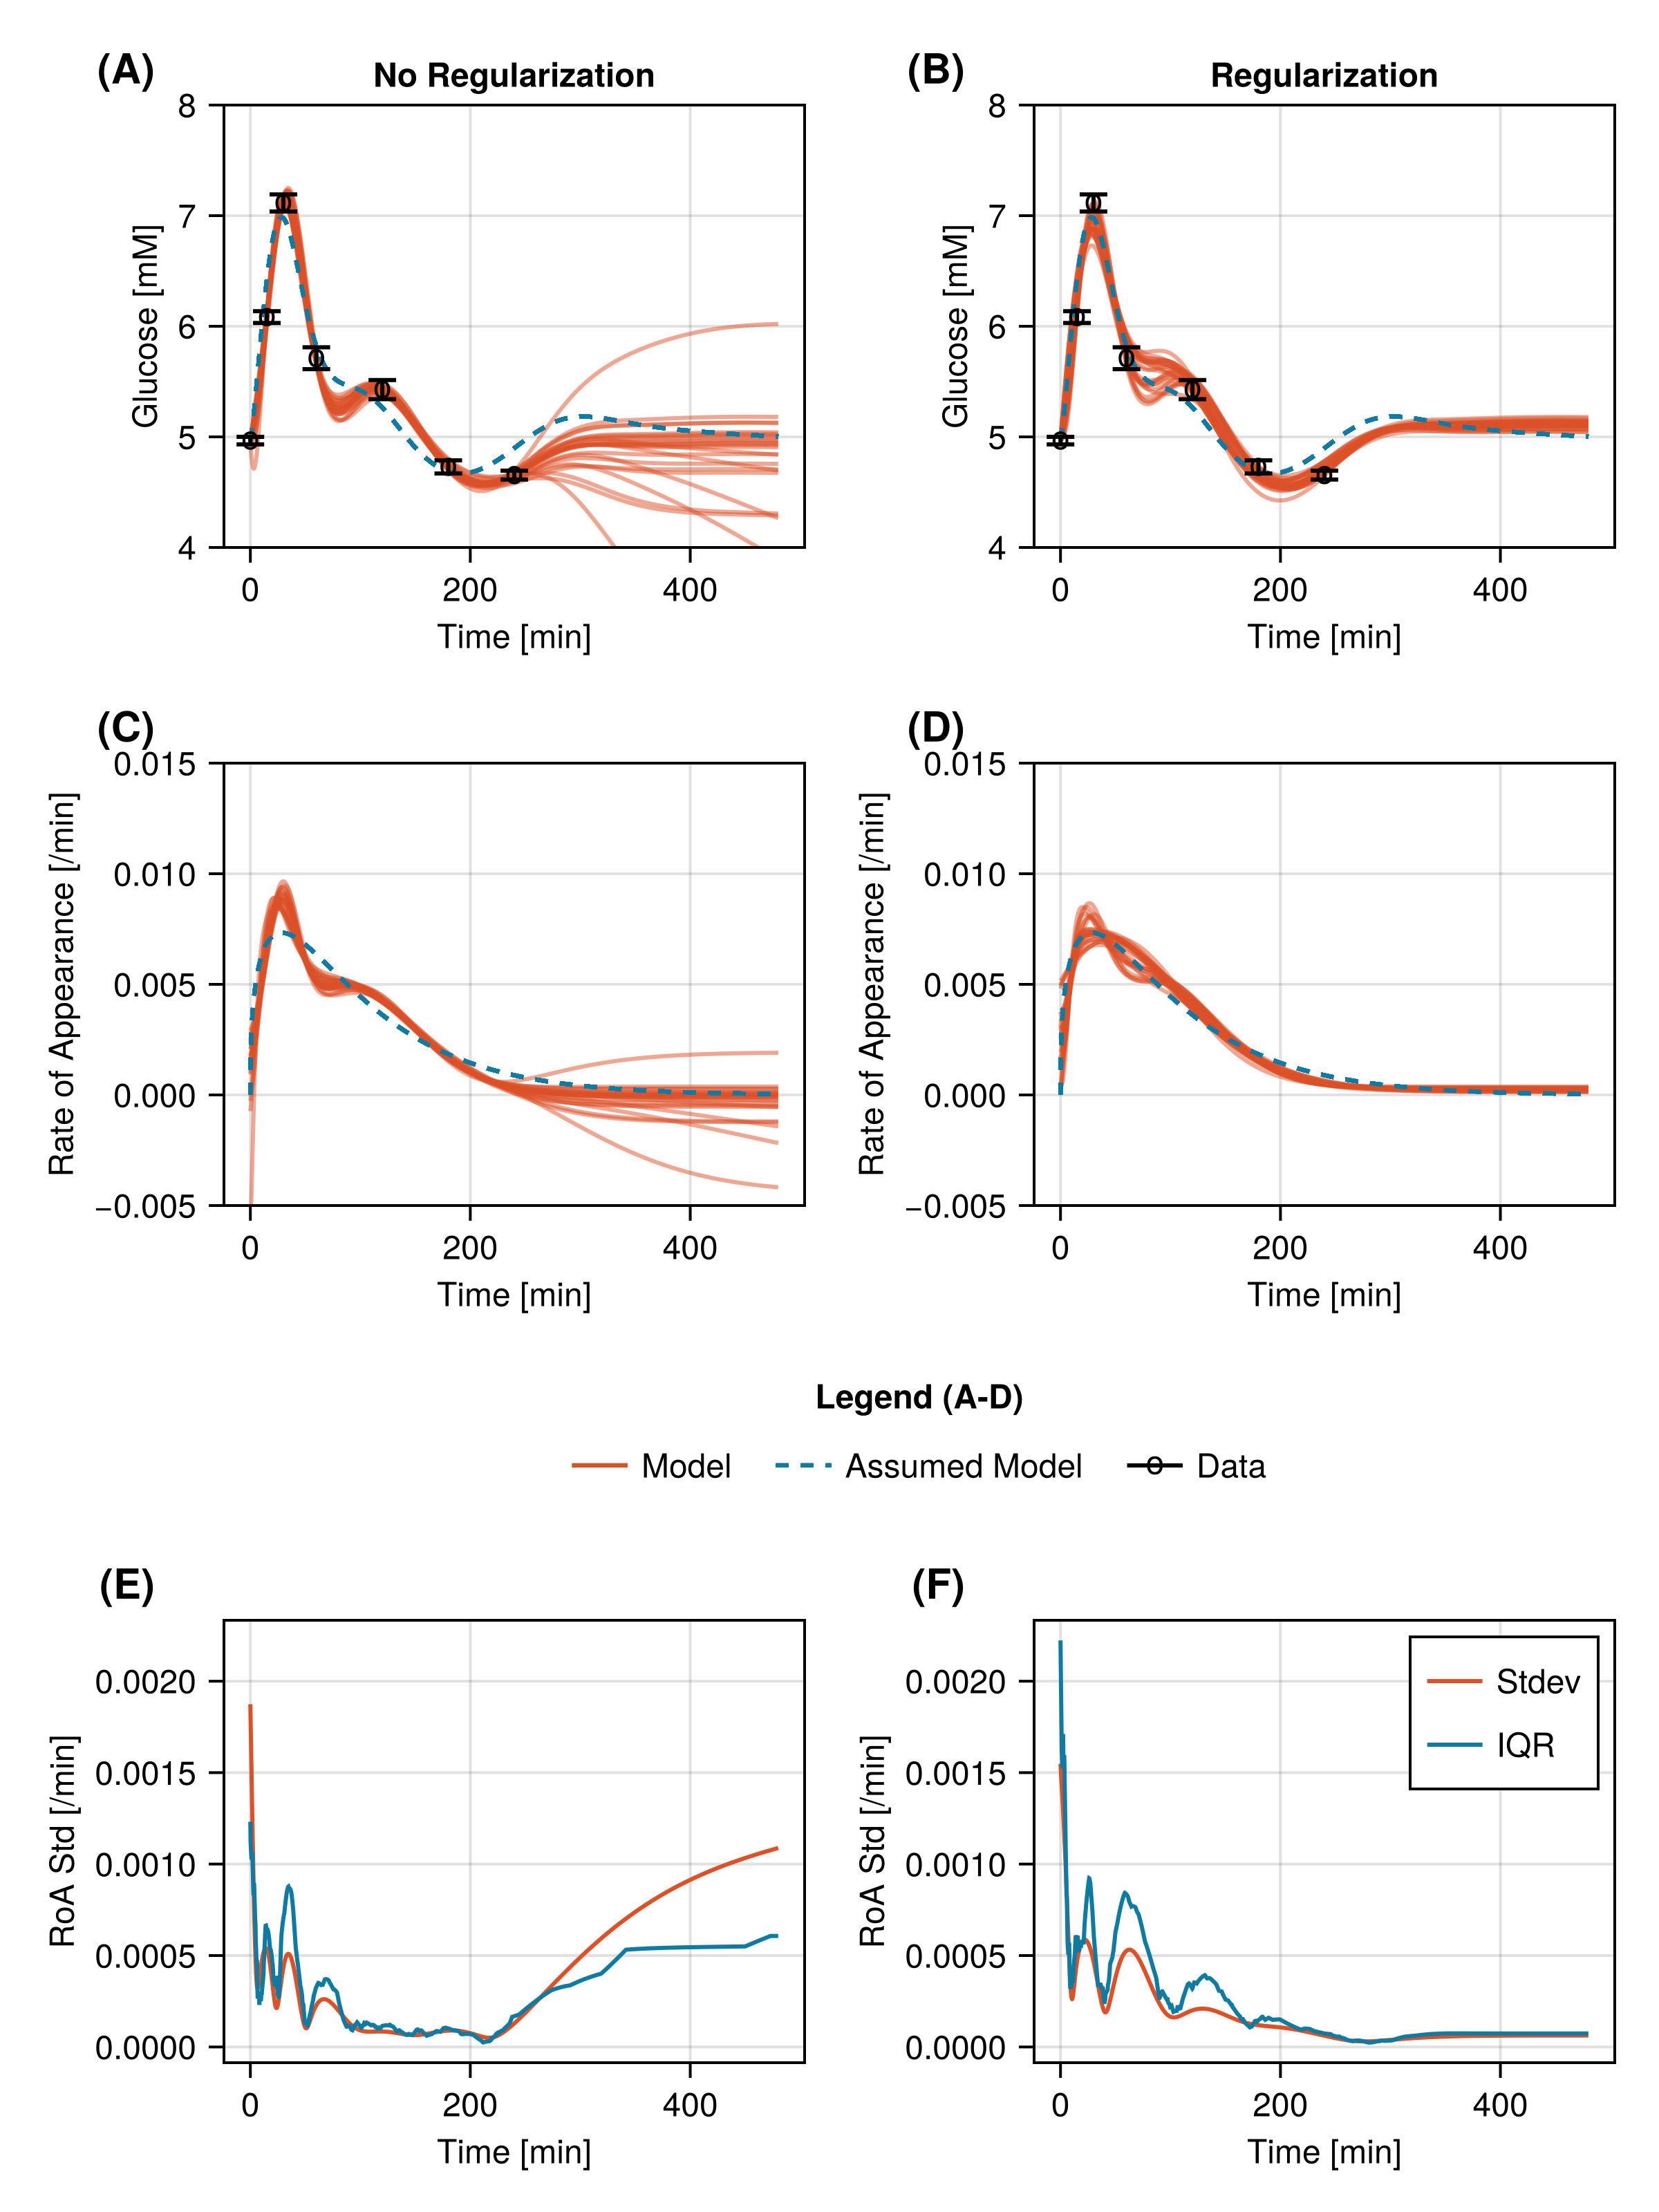 (A) No Regularization
8
7
6
5
4
Glucose [mM]
0 200 400
Time [min]
(B) Regularization
8
7
6
5
4
Glucose [mM]
0 200 400
Time [min]
(C)
0.015
0.010
0.005
0.000
−0.005
Rate of Appearance [/min]
0 200 400
Time [min]
(D)
0.015
0.010
0.005
0.000
−0.005
Rate of Appearance [/min]
0 200 400
Time [min]
Legend (A-D)
Model Assumed Model Data
(E)
0.0020
0.0015
0.0010
0.0005
0.0000
RoA Std [/min]
0 200 400
Time [min]
(F)
0.0020
0.0015
0.0010
0.0005
0.0000
RoA Std [/min]
Stdev
IQR
0 200 400
Time [min]